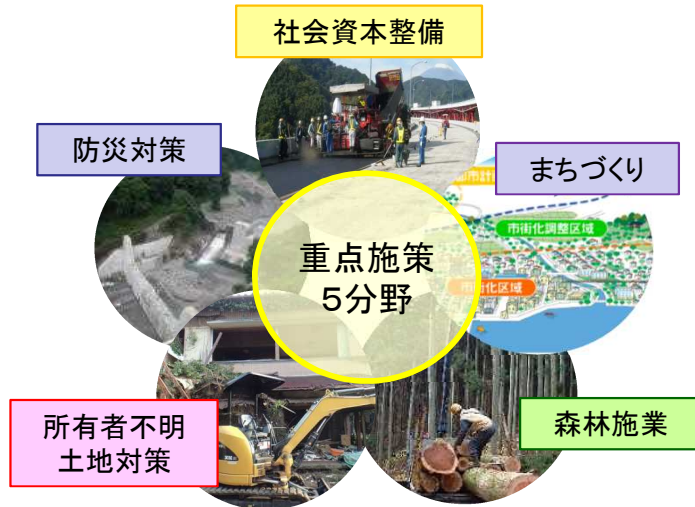 社会資本整備
防災対策
まちづくり
市街化調整区域
重点施策
5分野
市街化区域
所有者不明
土地対策
森林施業